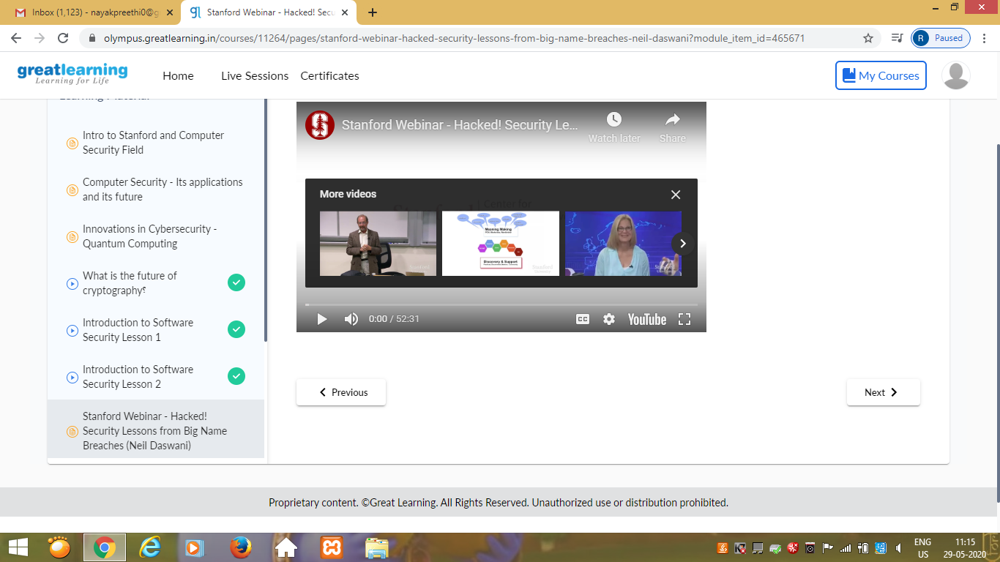 Inbox (1,123) - nayakpreethi0@g
Stanford Webinar - Hacked! Secu
olympus.greatlearning.in/courses/11264/pages/stanford-webinar-hacked-security-lessons-from-big-name-breaches-neil-daswani?module_item_id=465671
R Paused
greatlearning
Learning for Life
Home
Live Sessions
Certificates
My Courses
Learning Material
Intro to Stanford and Computer
Security Field
Computer Security - Its applications
and its future
Innovations in Cybersecurity -
Quantum Computing
What is the future of
cryptography?
Introduction to Software
Security Lesson 1
Introduction to Software
Security Lesson 2
Stanford Webinar - Hacked!
Security Lessons from Big Name
Breaches (Neil Daswani)
Stanford Webinar - Hacked! Security Le...
Watch later
Share
More videos
Center for
Meaning Making
Discovery & Support
Stanford
0:00 / 52:31
CC
YouTube
Previous
Next
Proprietary content. ©Great Learning. All Rights Reserved. Unauthorized use or distribution prohibited.
ENG
US
11:15
29-05-2020